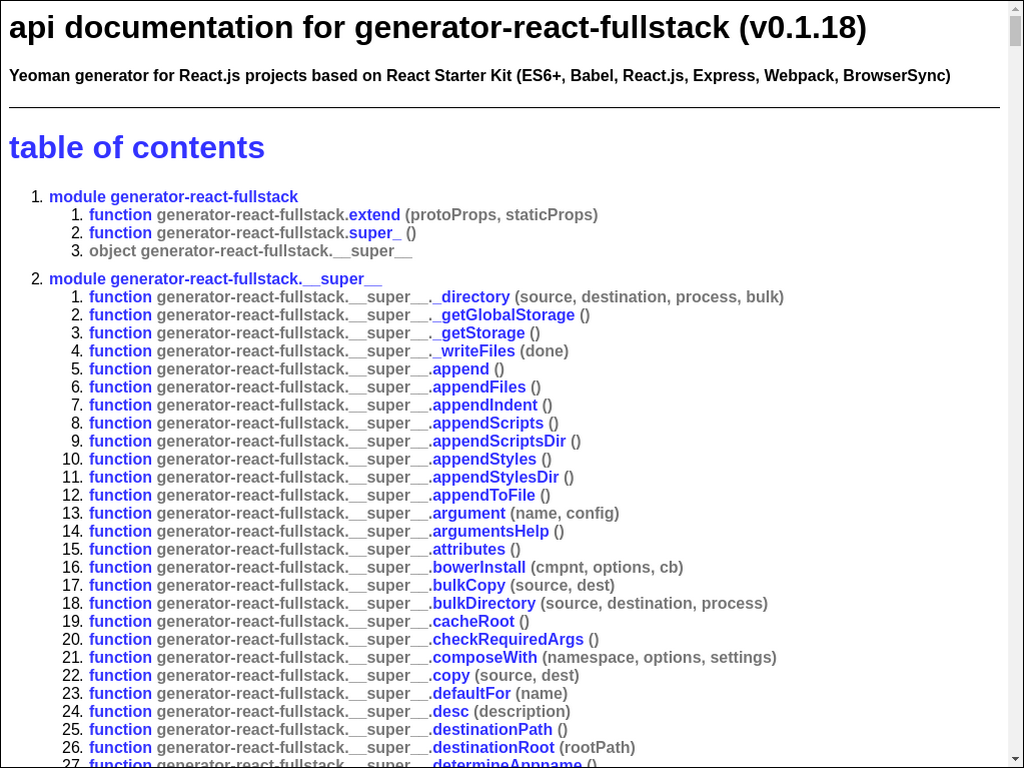 api documentation for generator-react-fullstack (v0.1.18)
Yeoman generator for React.js projects based on React Starter Kit (ES6+, Babel, React.js, Express, Webpack, BrowserSync)
table of contents
1. module generator-react-fullstack
1. function generator-react-fullstack.extend (protoProps, staticProps)
2. function generator-react-fullstack.super_ ()
3. object generator-react-fullstack.__super__
2. module generator-react-fullstack.__super__
1. function generator-react-fullstack.__super__._directory (source, destination, process, bulk)
2. function generator-react-fullstack.__super__._getGlobalStorage ()
3. function generator-react-fullstack.__super__._getStorage ()
4. function generator-react-fullstack.__super__._writeFiles (done)
5. function generator-react-fullstack.__super__.append ()
6. function generator-react-fullstack.__super__.appendFiles ()
7. function generator-react-fullstack.__super__.appendIndent ()
8. function generator-react-fullstack.__super__.appendScripts ()
9. function generator-react-fullstack.__super__.appendScriptsDir ()
10. function generator-react-fullstack.__super__.appendStyles ()
11. function generator-react-fullstack.__super__.appendStylesDir ()
12. function generator-react-fullstack.__super__.appendToFile ()
13. function generator-react-fullstack.__super__.argument (name, config)
14. function generator-react-fullstack.__super__.argumentsHelp ()
15. function generator-react-fullstack.__super__.attributes ()
16. function generator-react-fullstack.__super__.bowerInstall (cmpnt, options, cb)
17. function generator-react-fullstack.__super__.bulkCopy (source, dest)
18. function generator-react-fullstack.__super__.bulkDirectory (source, destination, process)
19. function generator-react-fullstack.__super__.cacheRoot ()
20. function generator-react-fullstack.__super__.checkRequiredArgs ()
21. function generator-react-fullstack.__super__.composeWith (namespace, options, settings)
22. function generator-react-fullstack.__super__.copy (source, dest)
23. function generator-react-fullstack.__super__.defaultFor (name)
24. function generator-react-fullstack.__super__.desc (description)
25. function generator-react-fullstack.__super__.destinationPath ()
26. function generator-react-fullstack.__super__.destinationRoot (rootPath)
27. function generator-react-fullstack.__super__.determineAppname ()